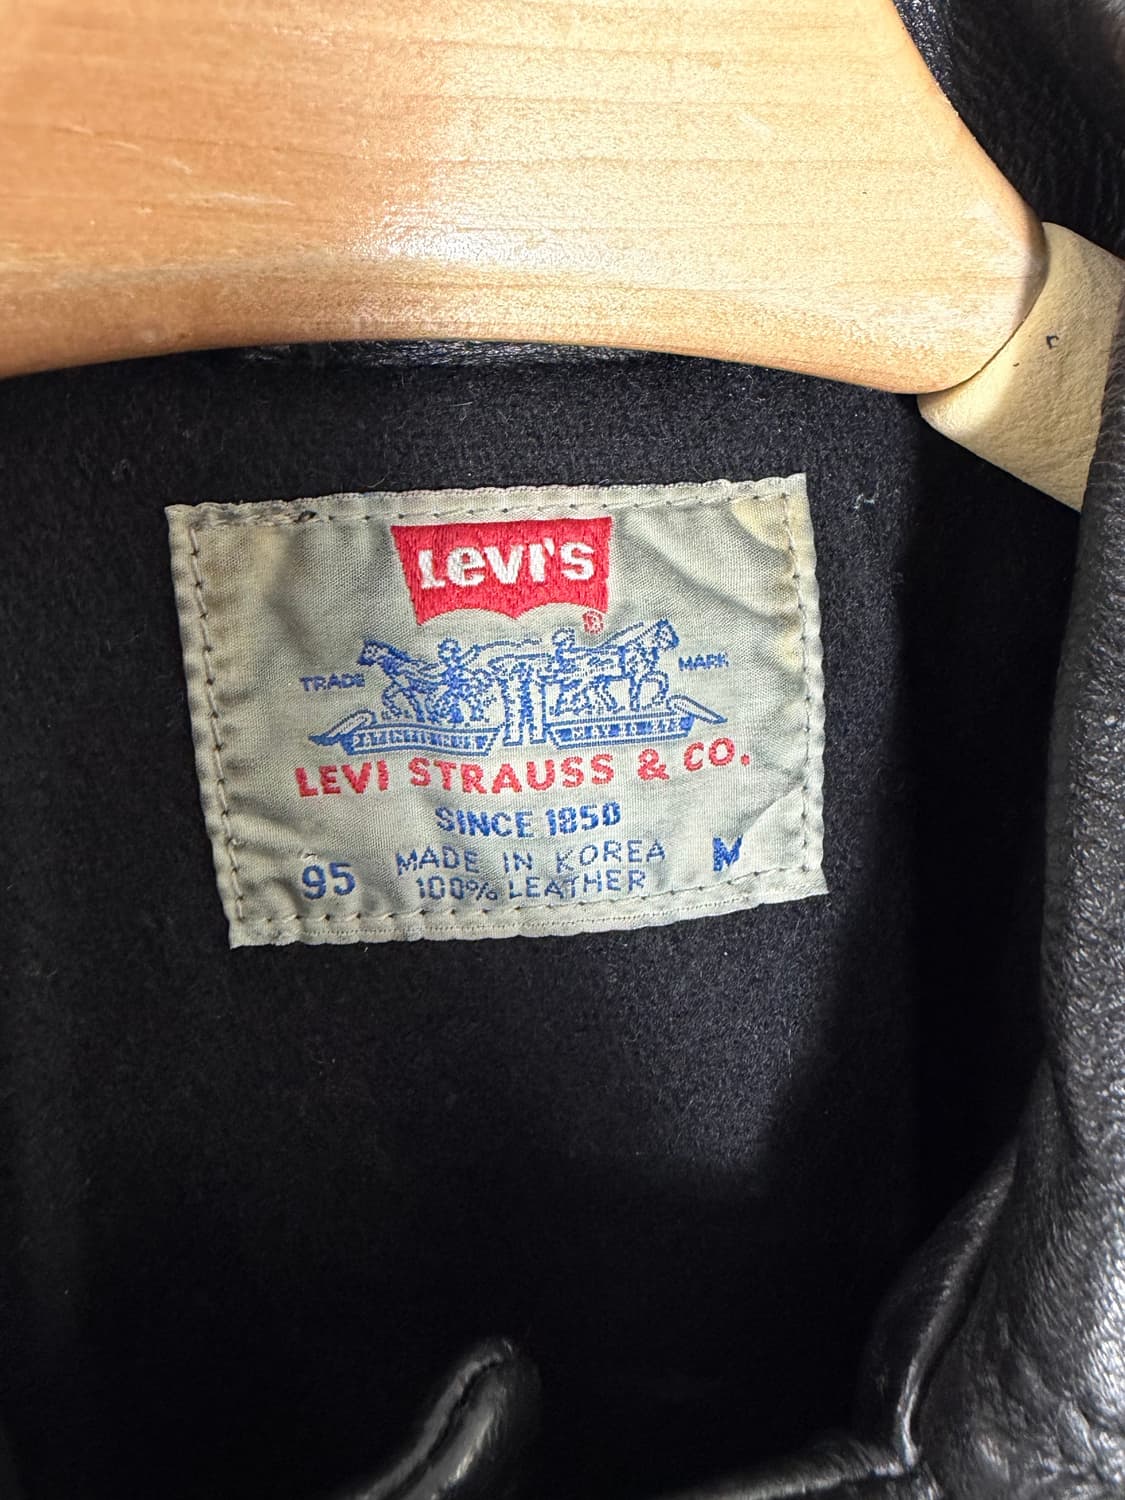 Levi's
®
TRADE MARK
LEVI STRAUSS & CO.
SINCE 1850
95 MADE IN KOREA M
100% LEATHER